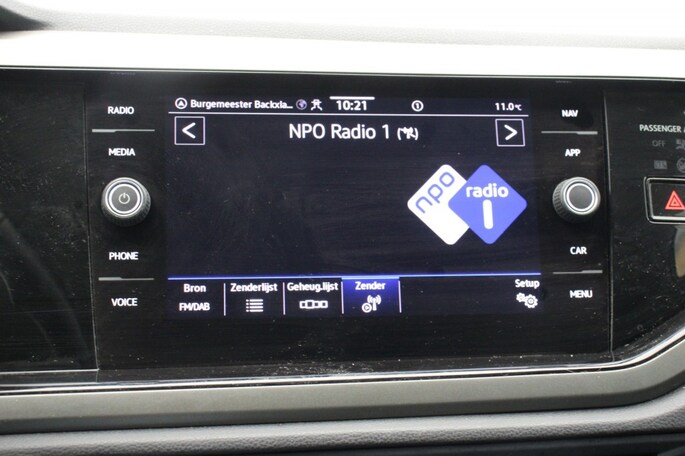 RADIO
MEDIA
PHONE
VOICE
Burgemeester Backxla... 10:21 1 11.0°C
< NPO Radio 1 >
npo radio 1
Bron Zenderlijst Geheug.lijst Zender Setup
FM/DAB
NAV
APP
CAR
MENU
PASSENGER
OFF